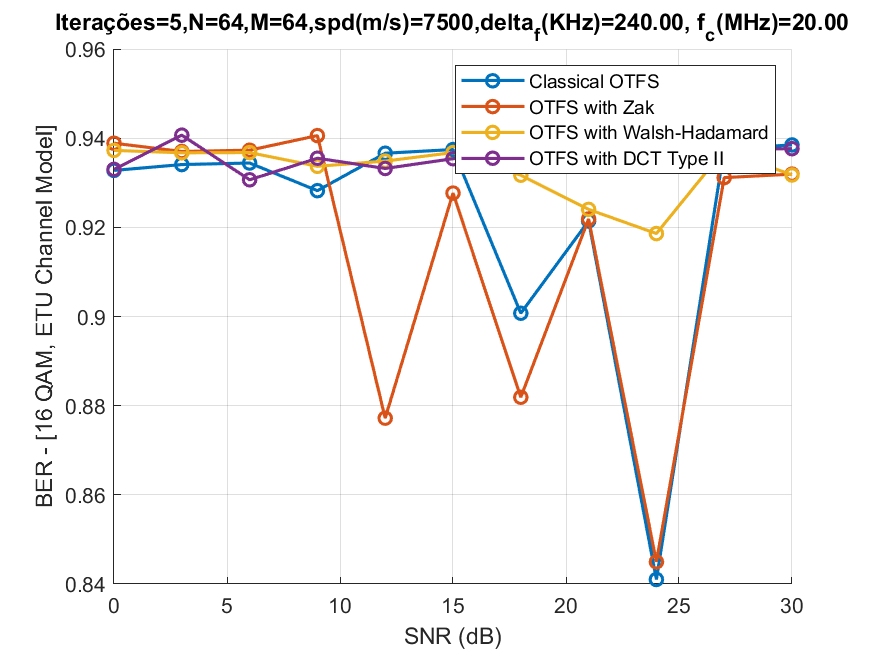 Iterações=5,N=64,M=64,spd(m/s)=7500,delta_f(KHz)=240.00, f_c(MHz)=20.00
0.96
0.94
0.92
0.9
0.88
0.86
0.84
BER - [16 QAM, ETU Channel Model]
Classical OTFS
OTFS with Zak
OTFS with Walsh-Hadamard
OTFS with DCT Type II
0 5 10 15 20 25 30
SNR (dB)